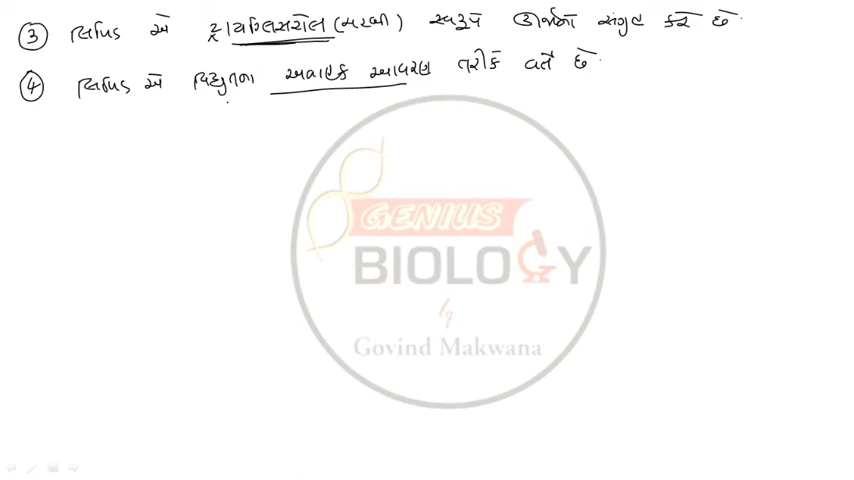 ③ લિપિડ એ ટ્રાયગ્લિસરોલ (ચરબી) સ્વરૂપે ઊર્જાનો સંગ્રહ કરે છે.
④ લિપિડ એ વિદ્યુતના અવાહક આવરણ તરીકે વર્તે છે.
GENIUS
BIOLOGY
by
Govind Makwana